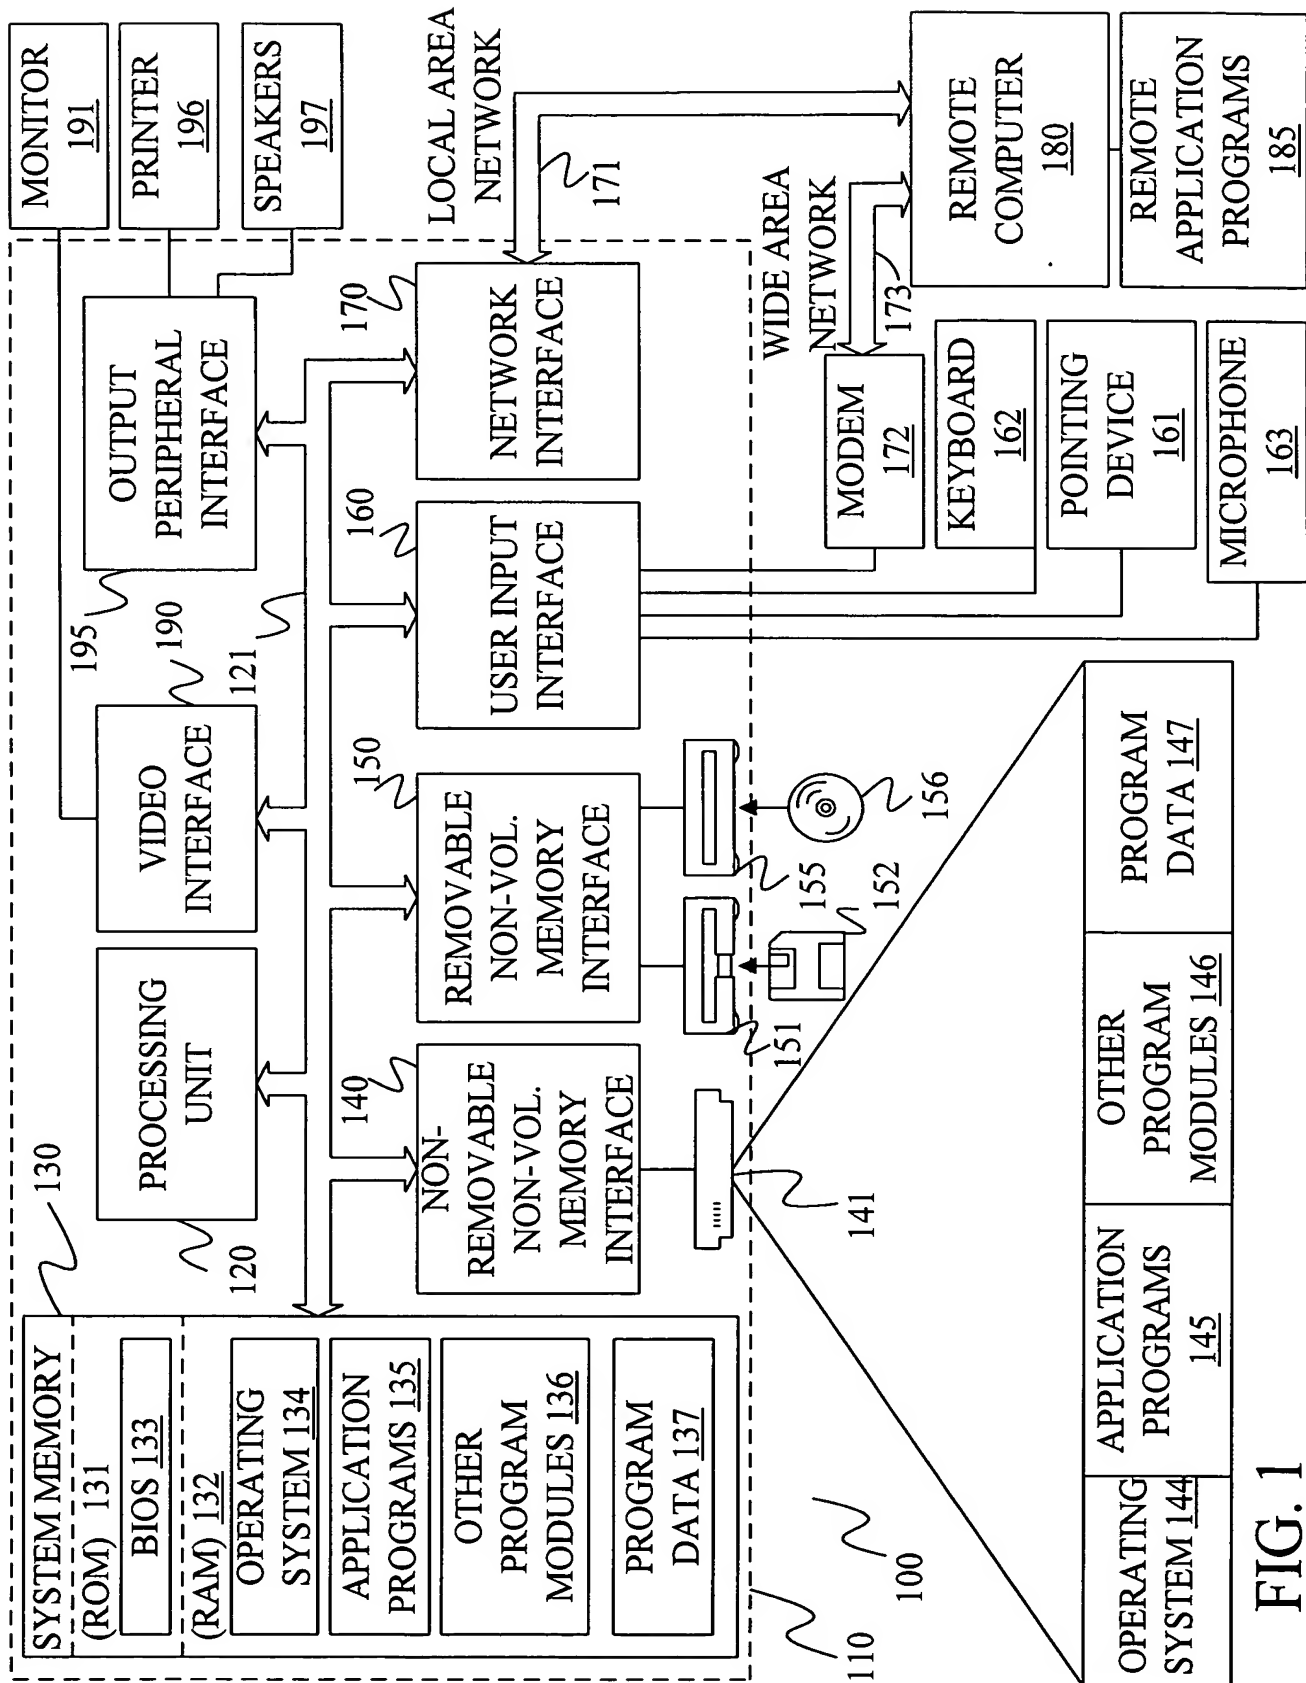 SYSTEM MEMORY
(ROM) 131
BIOS 133
(RAM) 132
OPERATING
SYSTEM 134
APPLICATION
PROGRAMS 135
OTHER
PROGRAM
MODULES 136
PROGRAM
DATA 137
130
PROCESSING
UNIT
120
VIDEO
INTERFACE
190
OUTPUT
PERIPHERAL
INTERFACE
195
121
MONITOR
191
PRINTER
196
SPEAKERS
197
NON-
REMOVABLE
NON-VOL.
MEMORY
INTERFACE
140
REMOVABLE
NON-VOL.
MEMORY
INTERFACE
150
USER INPUT
INTERFACE
160
NETWORK
INTERFACE
170
LOCAL AREA
NETWORK
171
WIDE AREA
NETWORK
173
MODEM
172
KEYBOARD
162
POINTING
DEVICE
161
MICROPHONE
163
REMOTE
COMPUTER
180
REMOTE
APPLICATION
PROGRAMS
185
141
151
152
155
156
110
100
OPERATING
SYSTEM 144
APPLICATION
PROGRAMS
145
OTHER
PROGRAM
MODULES 146
PROGRAM
DATA 147
FIG. 1